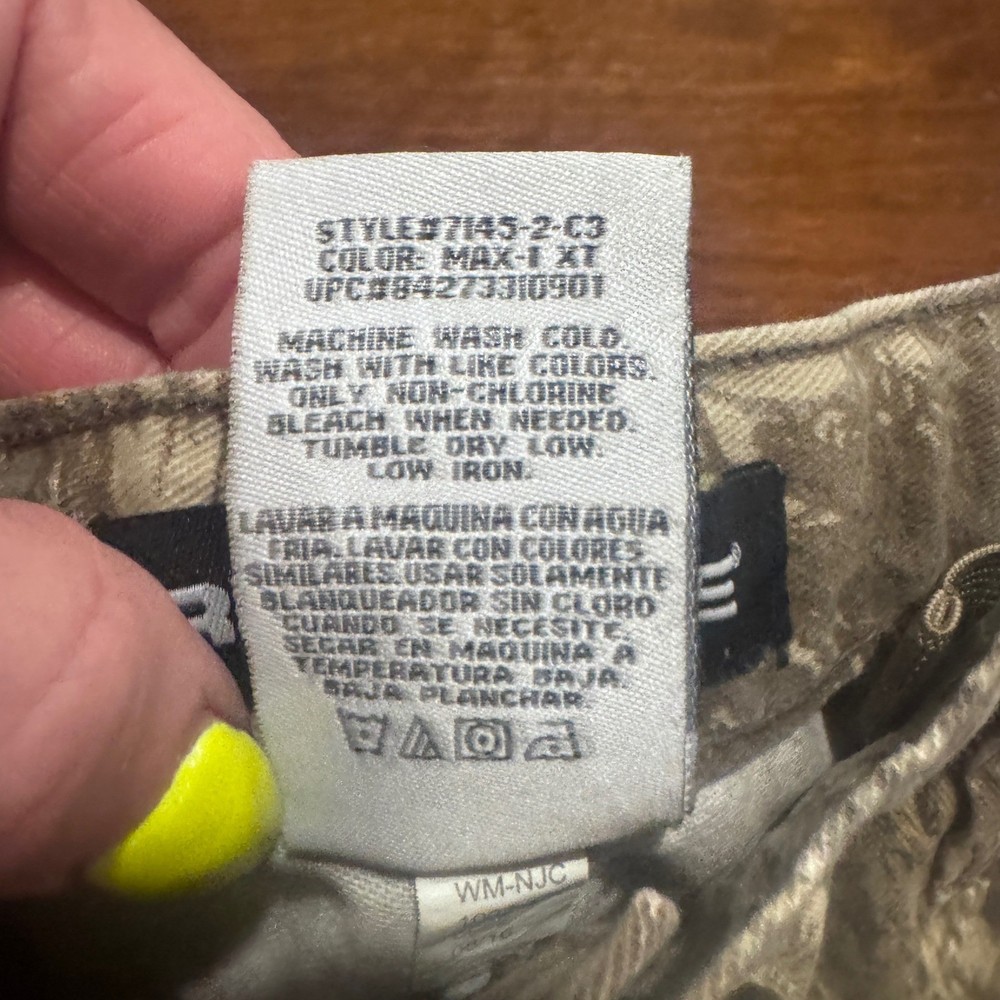 STYLE#7145-2-C3
COLOR: MAX-1 XT
UPC#84273310901
MACHINE WASH COLD.
WASH WITH LIKE COLORS.
ONLY NON-CHLORINE
BLEACH WHEN NEEDED.
TUMBLE DRY LOW.
LOW IRON.
LAVAR A MAQUINA CON AGUA
FRIA. LAVAR CON COLORES
SIMILARES. USAR SOLAMENTE
BLANQUEADOR SIN CLORO
CUANDO SE NECESITE.
SECAR EN MAQUINA A
TEMPERATURA BAJA.
BAJA PLANCHAR
WM-NJC